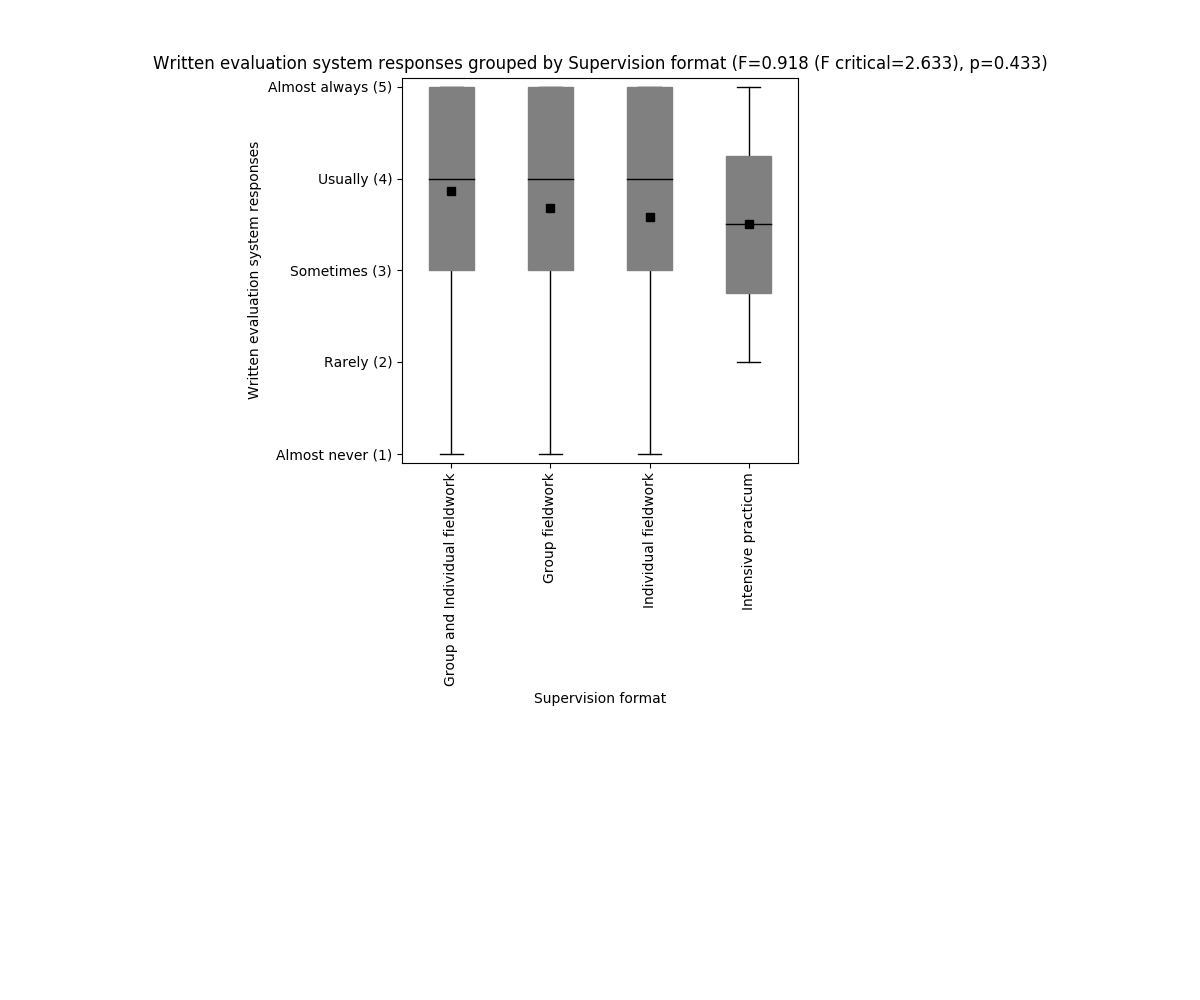 Written evaluation system responses grouped by Supervision format (F=0.918 (F critical=2.633), p=0.433)
Written evaluation system responses
Almost always (5)
Usually (4)
Sometimes (3)
Rarely (2)
Almost never (1)
Group and Individual fieldwork
Group fieldwork
Individual fieldwork
Intensive practicum
Supervision format